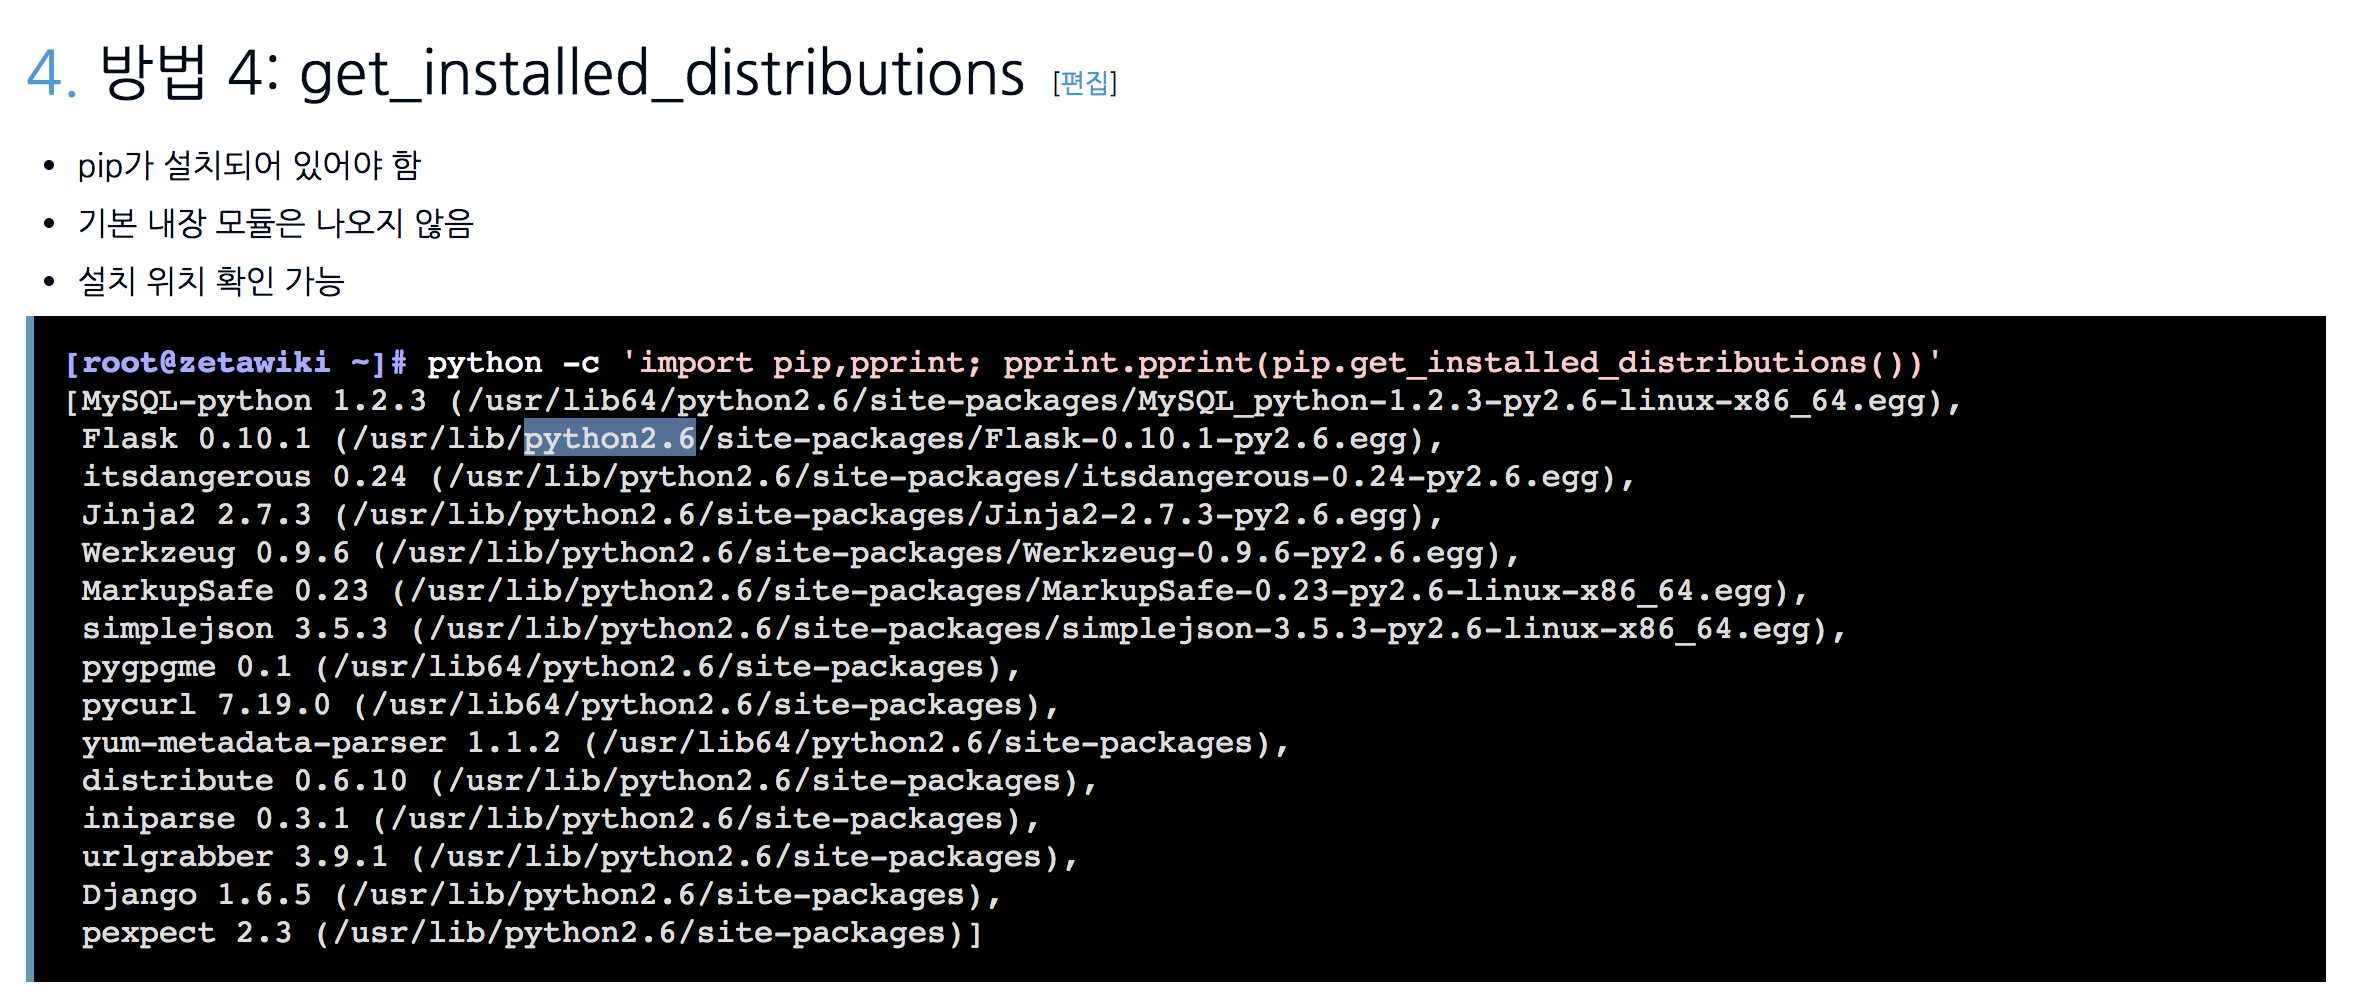 4. 방법 4: get_installed_distributions [편집]
• pip가 설치되어 있어야 함
• 기본 내장 모듈은 나오지 않음
• 설치 위치 확인 가능
[root@zetawiki ~]# python -c 'import pip,pprint; pprint.pprint(pip.get_installed_distributions())'
[MySQL-python 1.2.3 (/usr/lib64/python2.6/site-packages/MySQL_python-1.2.3-py2.6-linux-x86_64.egg),
 Flask 0.10.1 (/usr/lib/python2.6/site-packages/Flask-0.10.1-py2.6.egg),
 itsdangerous 0.24 (/usr/lib/python2.6/site-packages/itsdangerous-0.24-py2.6.egg),
 Jinja2 2.7.3 (/usr/lib/python2.6/site-packages/Jinja2-2.7.3-py2.6.egg),
 Werkzeug 0.9.6 (/usr/lib/python2.6/site-packages/Werkzeug-0.9.6-py2.6.egg),
 MarkupSafe 0.23 (/usr/lib/python2.6/site-packages/MarkupSafe-0.23-py2.6-linux-x86_64.egg),
 simplejson 3.5.3 (/usr/lib/python2.6/site-packages/simplejson-3.5.3-py2.6-linux-x86_64.egg),
 pygpgme 0.1 (/usr/lib64/python2.6/site-packages),
 pycurl 7.19.0 (/usr/lib64/python2.6/site-packages),
 yum-metadata-parser 1.1.2 (/usr/lib64/python2.6/site-packages),
 distribute 0.6.10 (/usr/lib/python2.6/site-packages),
 iniparse 0.3.1 (/usr/lib/python2.6/site-packages),
 urlgrabber 3.9.1 (/usr/lib/python2.6/site-packages),
 Django 1.6.5 (/usr/lib/python2.6/site-packages),
 pexpect 2.3 (/usr/lib/python2.6/site-packages)]